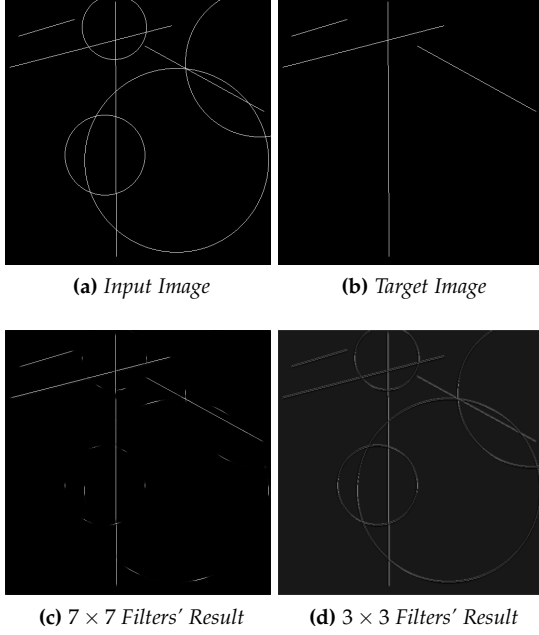 (a) Input Image
(b) Target Image
(c) 7 × 7 Filters' Result
(d) 3 × 3 Filters' Result